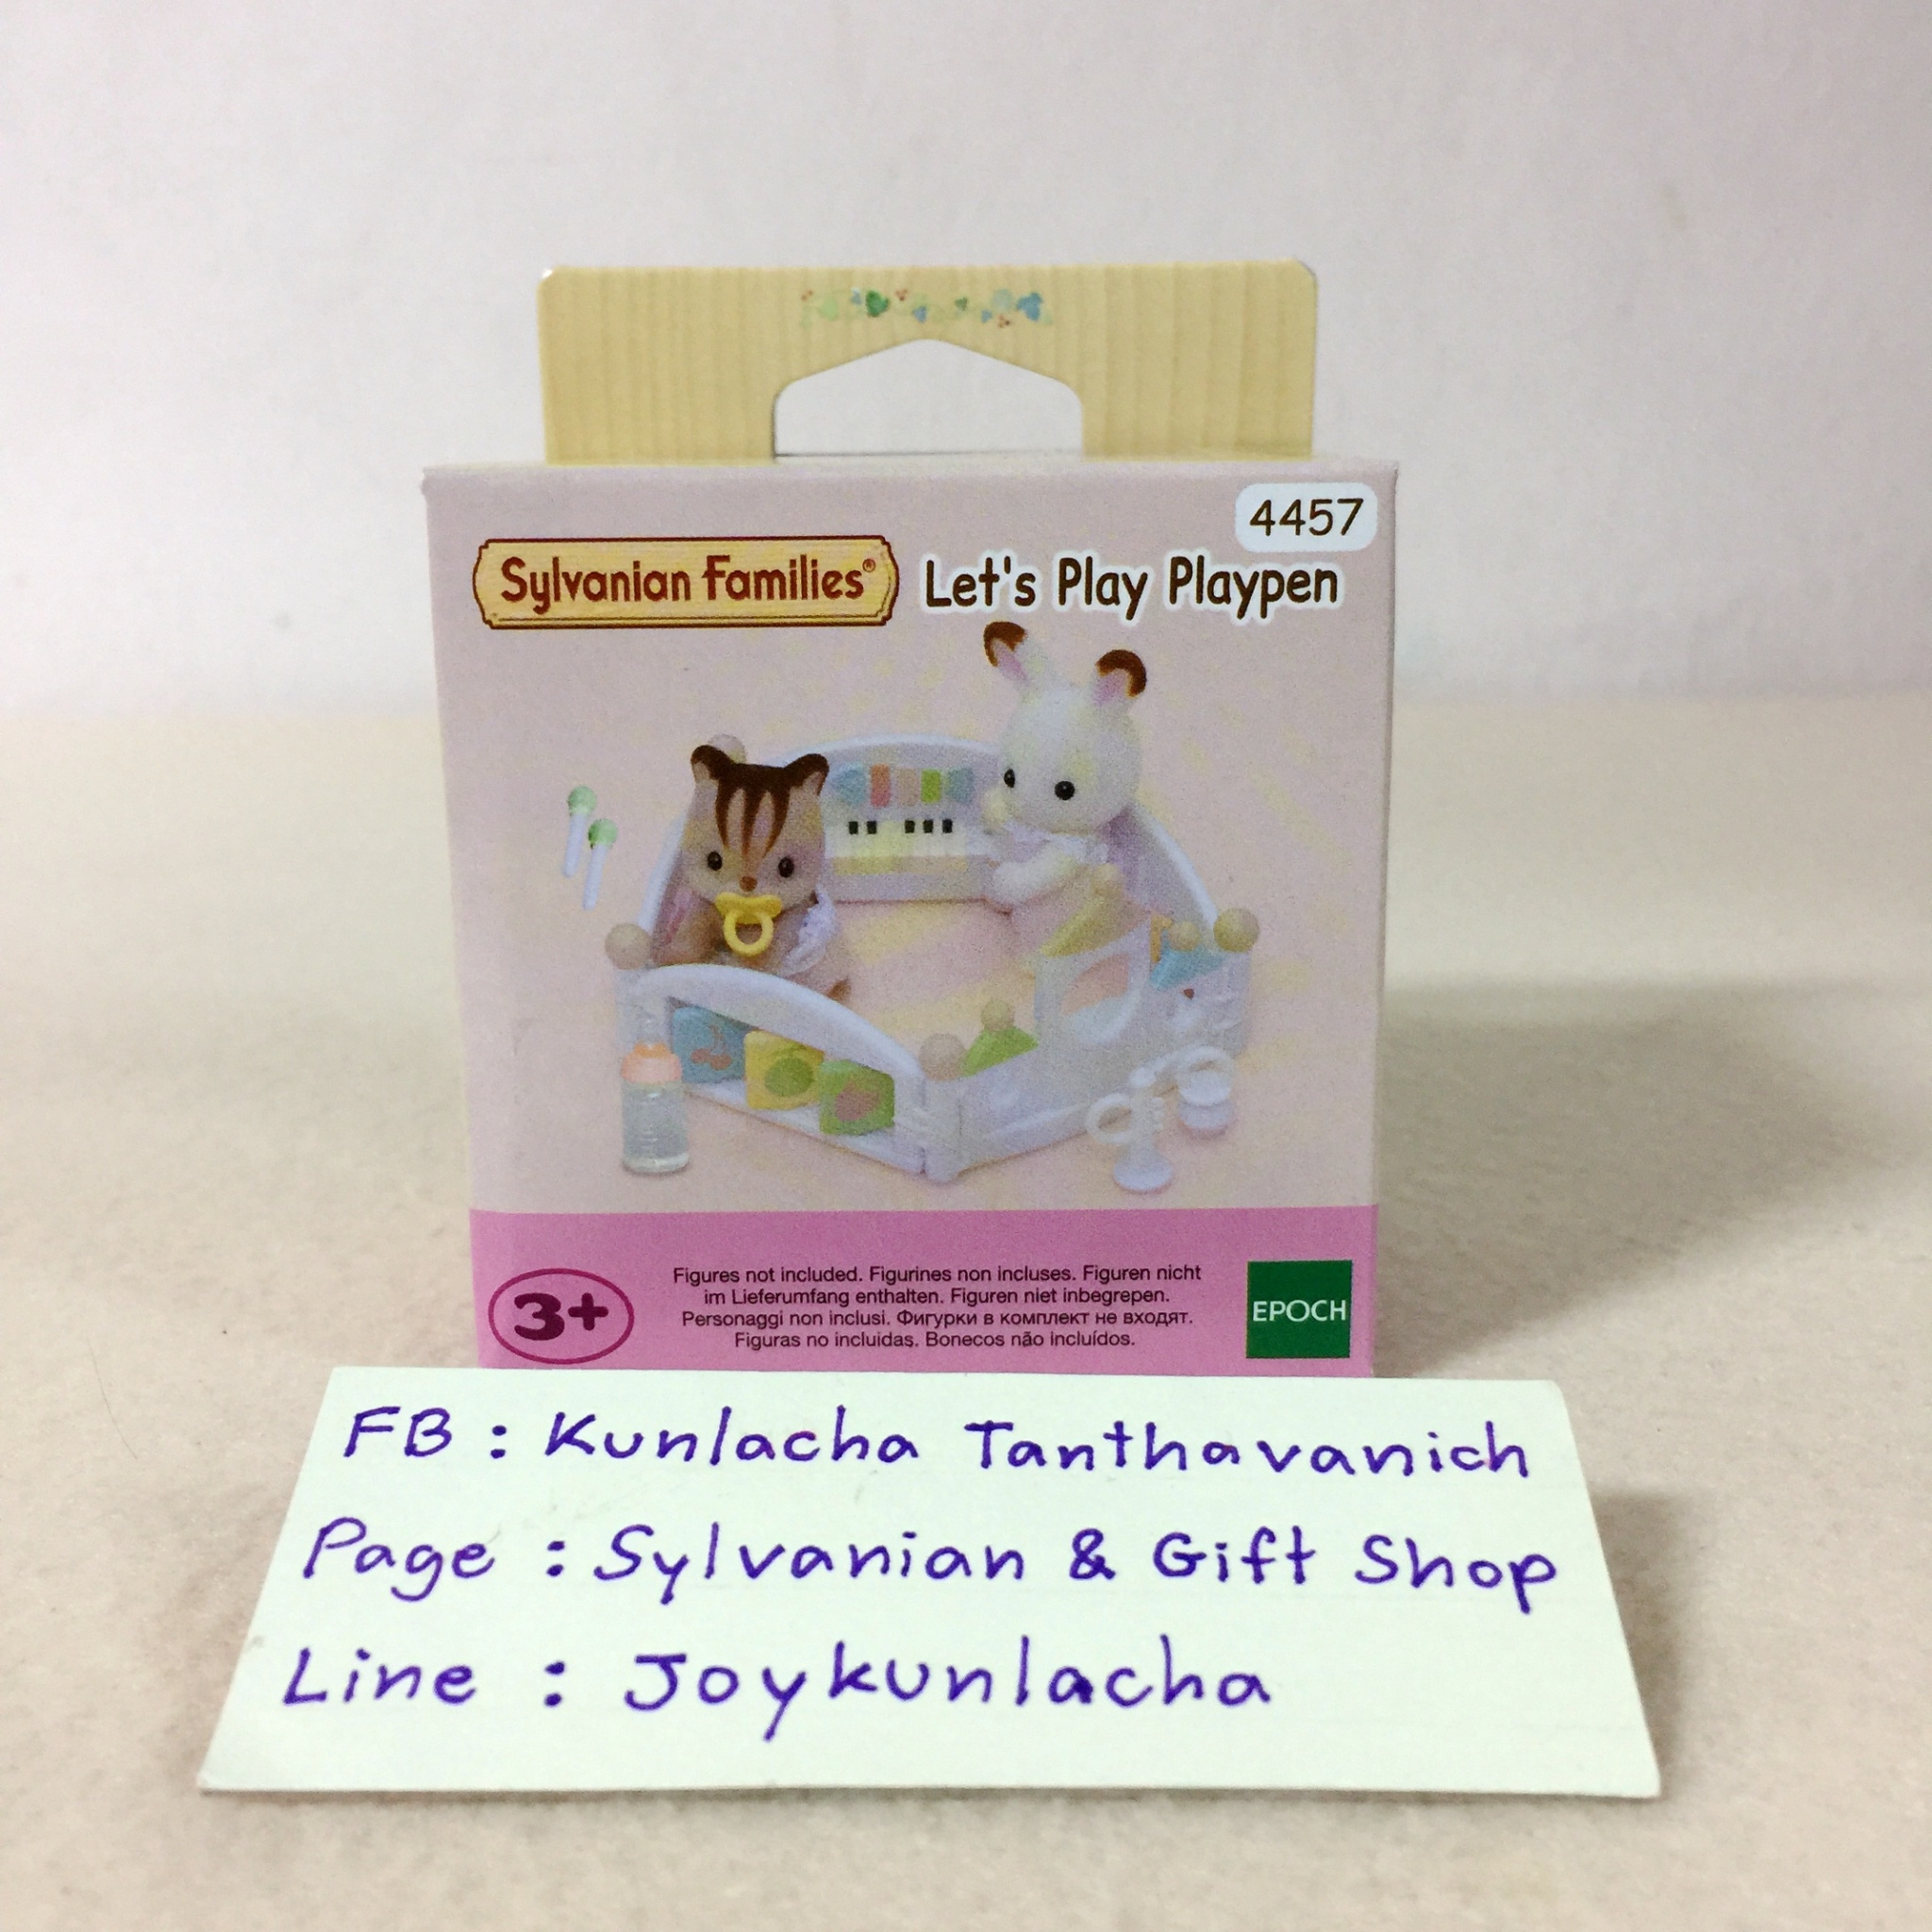 4457
Sylvanian Families®
Let's Play Playpen
3+
Figures not included. Figurines non incluses. Figuren nicht
im Lieferumfang enthalten. Figuren niet inbegrepen.
Personaggi non inclusi. Фигурки в комплект не входят.
Figuras no incluidas. Bonecos não incluídos.
EPOCH
FB : Kunlacha Tanthavanich
Page : Sylvanian & Gift Shop
Line : Joykunlacha